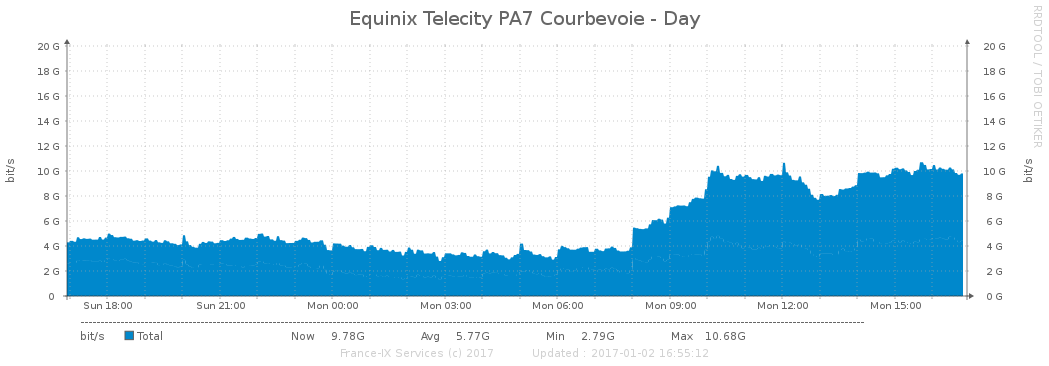 Equinix Telecity PA7 Courbevoie - Day
RRDTOOL / TOBI OETIKER
bit/s
20 G 20 G
18 G 18 G
16 G 16 G
14 G 14 G
12 G 12 G
10 G 10 G
8 G 8 G
6 G 6 G
4 G 4 G
2 G 2 G
0 0 G
bit/s
Sun 18:00 Sun 21:00 Mon 00:00 Mon 03:00 Mon 06:00 Mon 09:00 Mon 12:00 Mon 15:00
bit/s Total Now 9.78G Avg 5.77G Min 2.79G Max 10.68G
France-IX Services (c) 2017 Updated : 2017-01-02 16:55:12